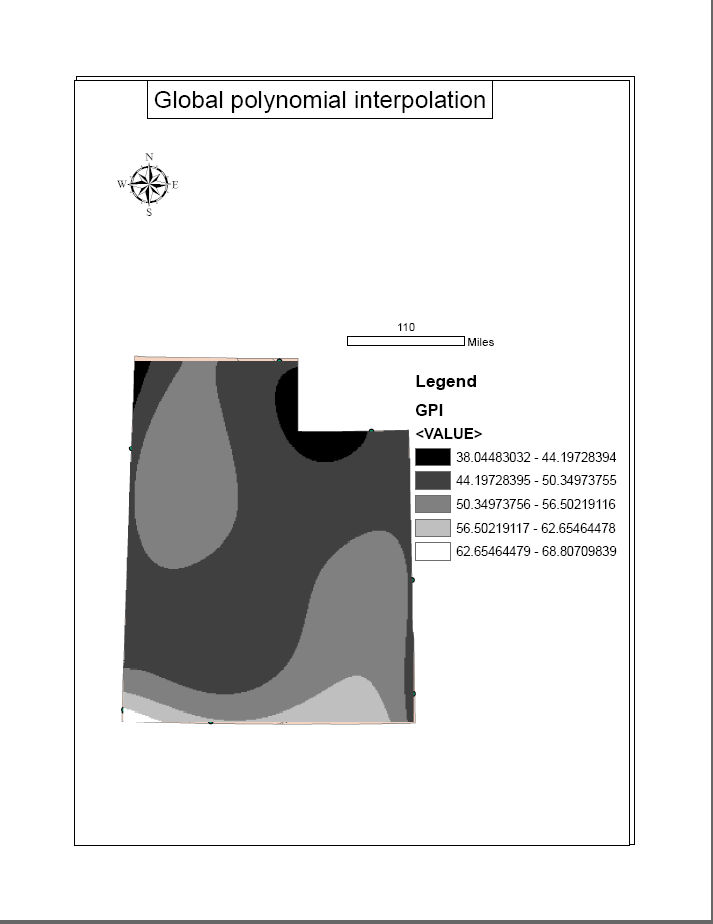 Global polynomial interpolation
N
W E
S
110
Miles
Legend
GPI
<VALUE>
38.04483032 - 44.19728394
44.19728395 - 50.34973755
50.34973756 - 56.50219116
56.50219117 - 62.65464478
62.65464479 - 68.80709839